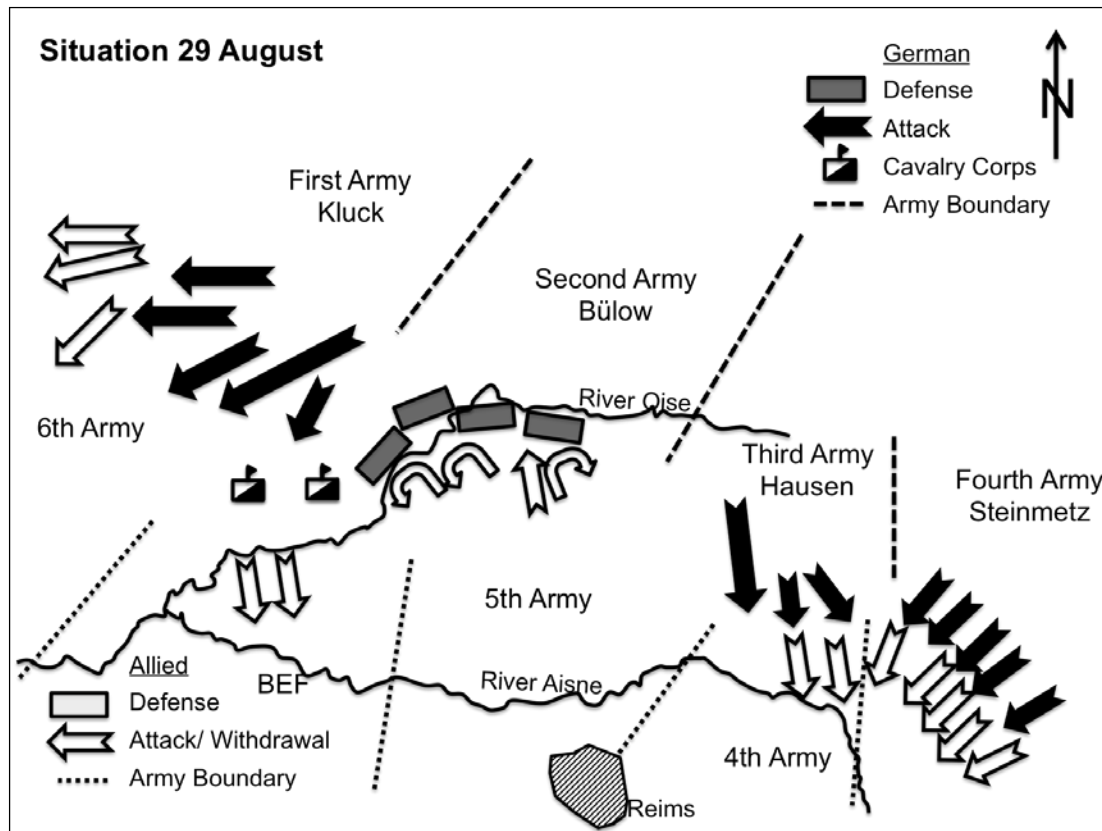 Situation 29 August
German
Defense
Attack
Cavalry Corps
Army Boundary
N
First Army
Kluck
Second Army
Bülow
River Oise
6th Army
Third Army
Hausen
Fourth Army
Steinmetz
5th Army
Allied
Defense
Attack/ Withdrawal
Army Boundary
BEF
River Aisne
4th Army
Reims